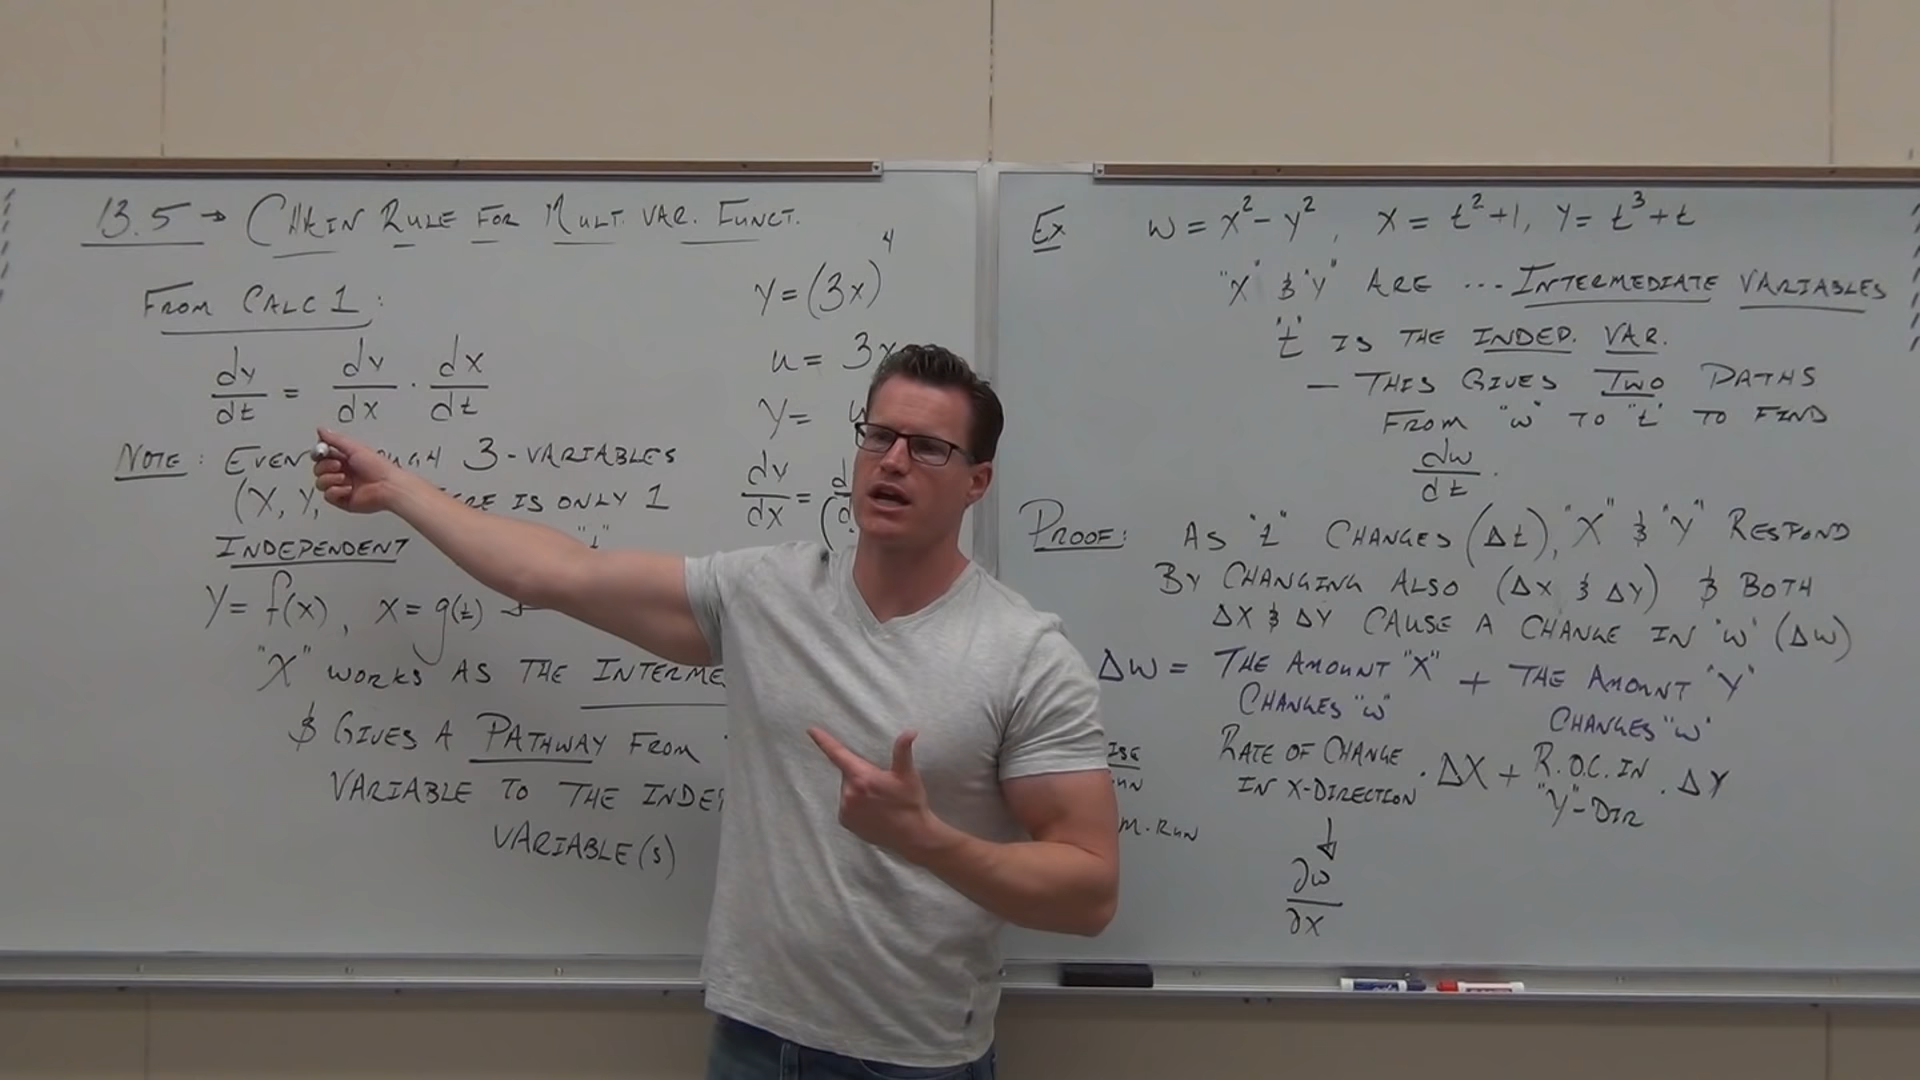 13.5 → CHAIN RULE FOR MULT. VAR. FUNCT.
FROM CALC 1:
dy/dt = dy/dx · dx/dt
NOTE: EVEN 3-VARIABLES
(X, Y, IS ONLY 1
INDEPENDENT "t"
Y = f(x), X = g(t)
"X" WORKS AS THE
& GIVES A PATHWAY FROM
VARIABLE TO THE
VARIABLE(S)
Y = (3x)^4
u = 3x
Y =
dy/dx =
Ex w = x² - y², x = t² + 1, y = t³ + t
"X" & "Y" ARE ... INTERMEDIATE VARIABLES
"t" IS THE INDEP. VAR.
– THIS GIVES TWO PATHS
FROM "w" TO "t" TO FIND
dw/dt.
PROOF: AS "t" CHANGES (Δt), "X" & "Y" RESPOND
BY CHANGING ALSO (ΔX & ΔY) & BOTH
ΔX & ΔY CAUSE A CHANGE IN "w" (Δw)
Δw = THE AMOUNT "X" + THE AMOUNT "Y"
CHANGES "w" CHANGES "w"
RATE OF CHANGE IN X-DIRECTION · ΔX + R.O.C. IN "Y"-DIR · ΔY
M·RUN
↓
∂w/∂x